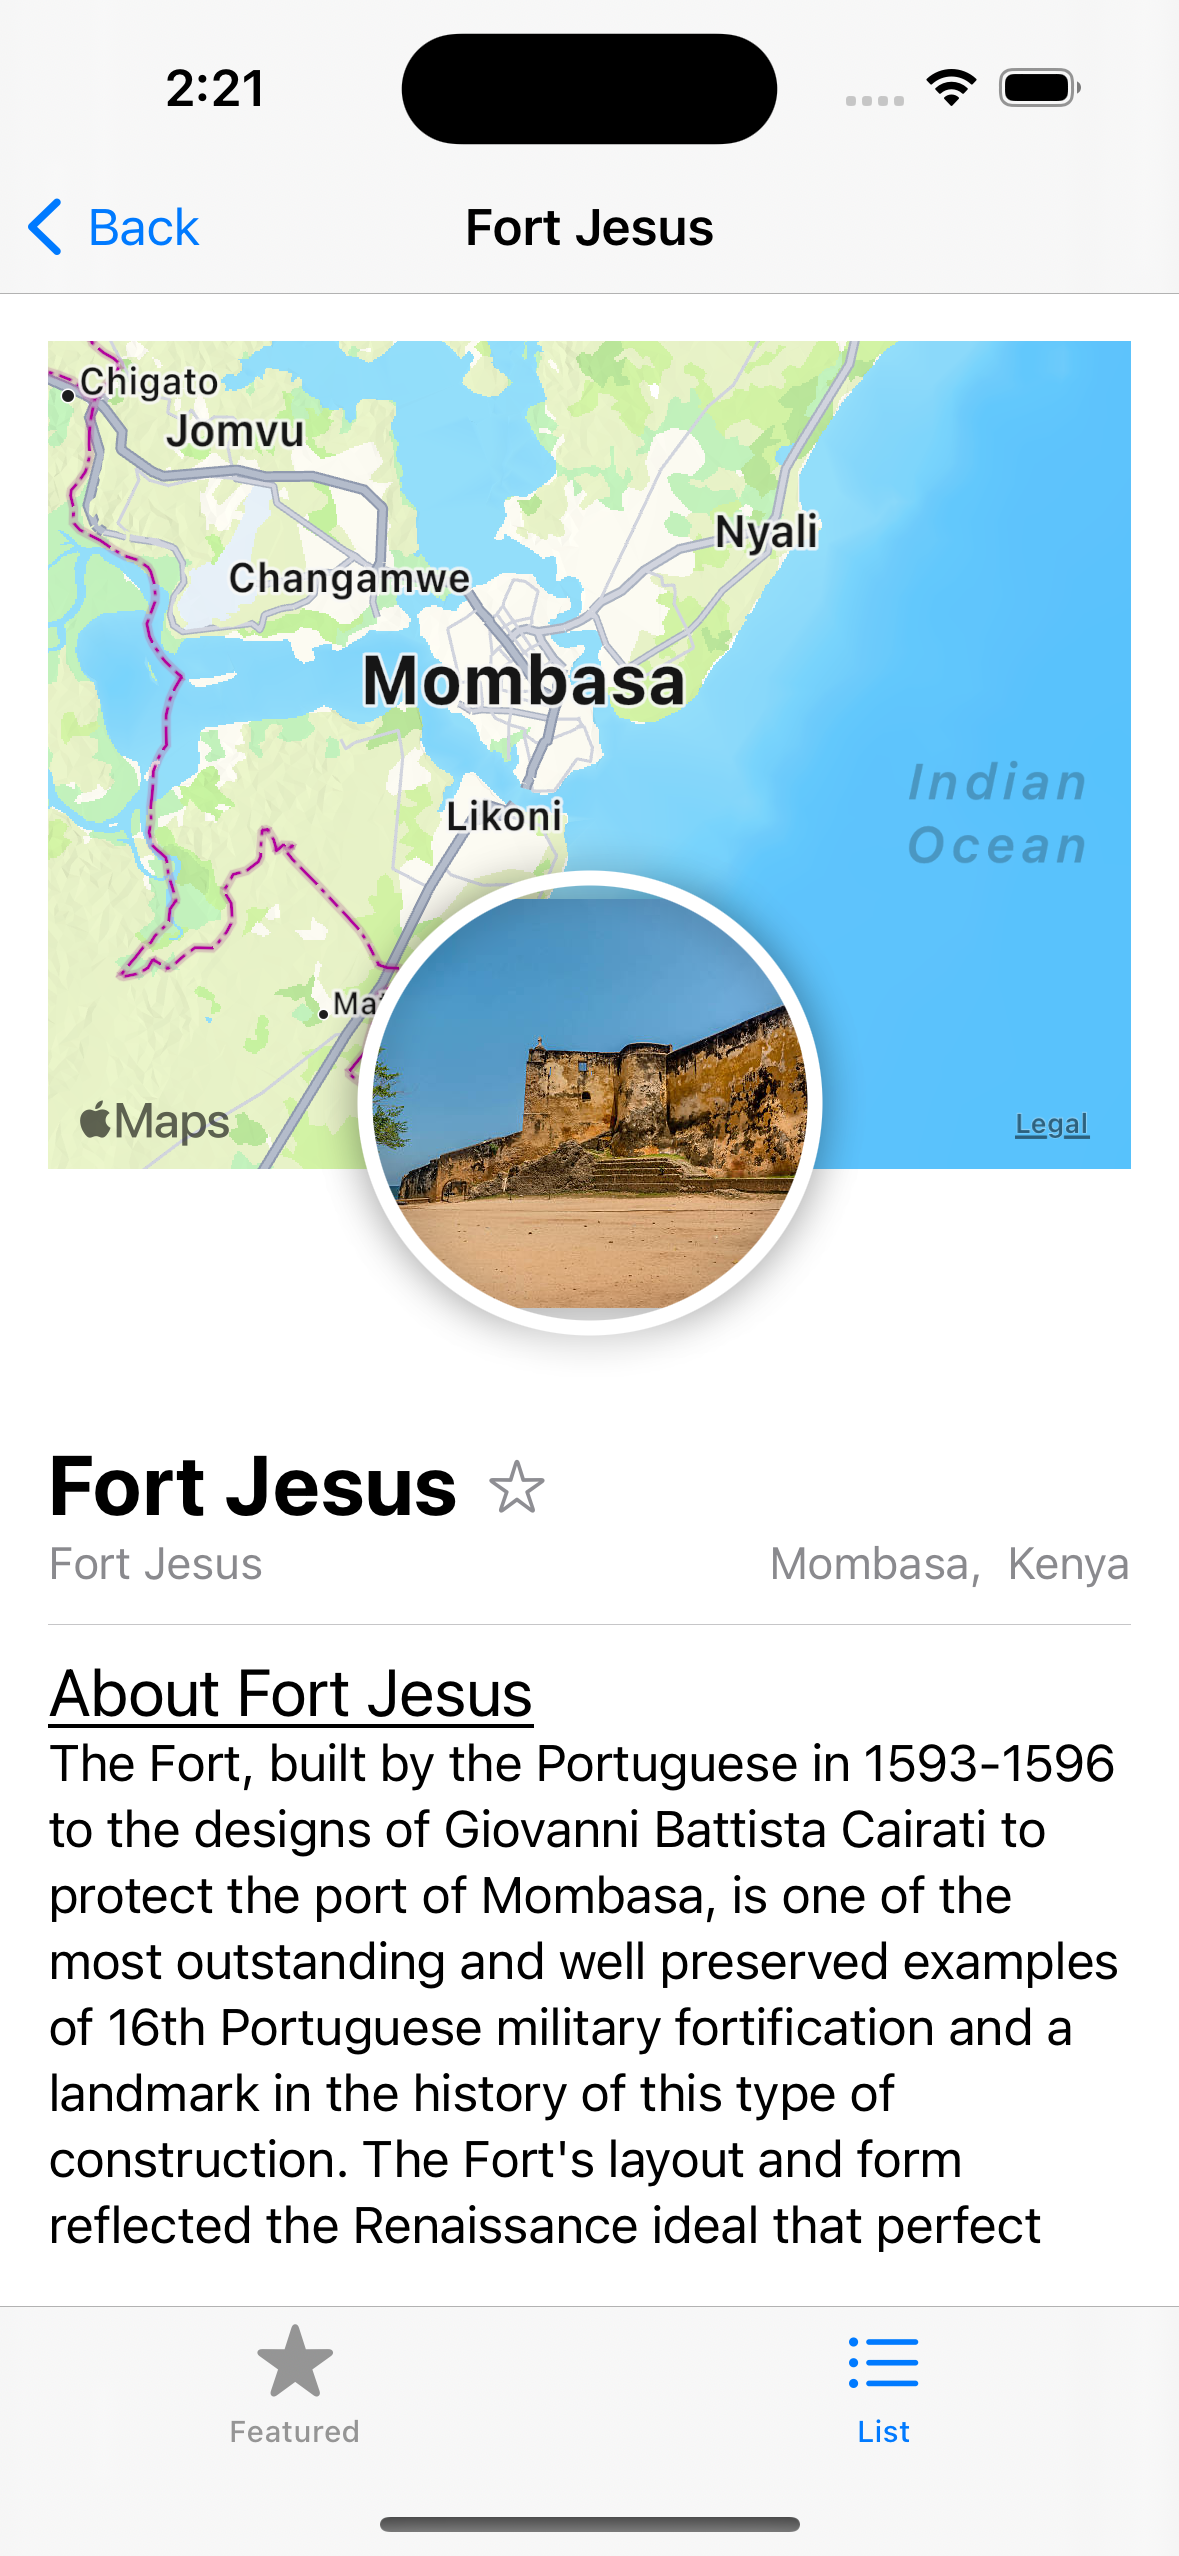 2:21
Back
Fort Jesus
Chigato
Jomvu
Nyali
Changamwe
Mombasa
Indian
Ocean
Likoni
Maps
Legal
Fort Jesus
Fort Jesus
Mombasa, Kenya
About Fort Jesus
The Fort, built by the Portuguese in 1593-1596
to the designs of Giovanni Battista Cairati to
protect the port of Mombasa, is one of the
most outstanding and well preserved examples
of 16th Portuguese military fortification and a
landmark in the history of this type of
construction. The Fort's layout and form
reflected the Renaissance ideal that perfect
Featured
List